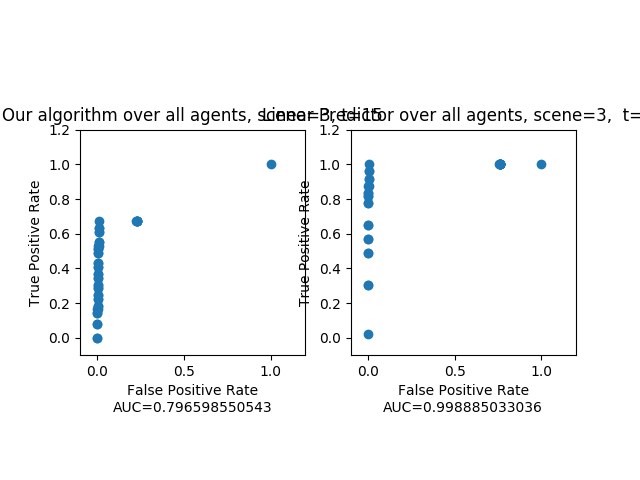 Our algorithm over all agents, scene=3, t=15
Linear Predictor over all agents, scene=3,  t=
1.2
1.0
0.8
0.6
0.4
0.2
0.0
True Positive Rate
0.0 0.5 1.0
False Positive Rate
AUC=0.796598550543
1.2
1.0
0.8
0.6
0.4
0.2
0.0
True Positive Rate
0.0 0.5 1.0
False Positive Rate
AUC=0.998885033036